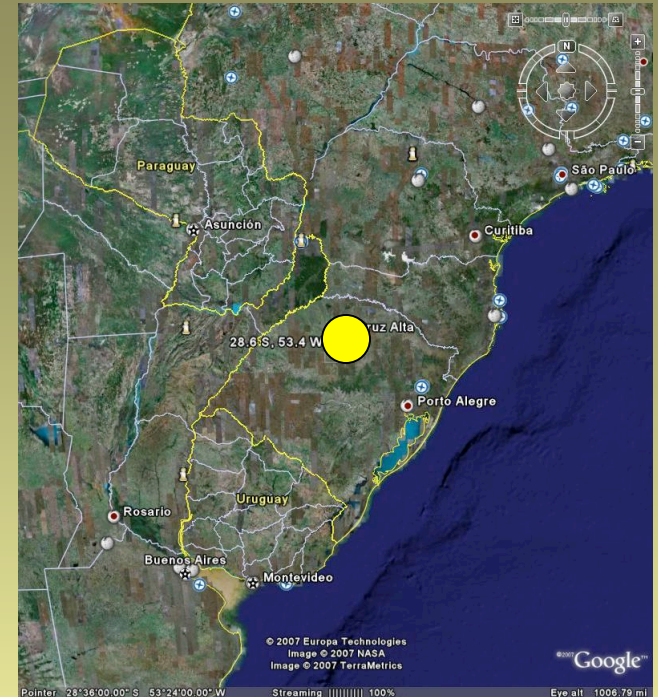 N
São Paulo
Paraguay
Asunción
Curitiba
ruz Alta
28.6 S, 53.4 W
Porto Alegre
Uruguay
Rosario
Buenos Aires
Montevideo
© 2007 Europa Technologies
Image © 2007 NASA
Image © 2007 TerraMetrics
©2007 Google™
Pointer 28°36'00.00" S 53°24'00.00" W Streaming |||||||||| 100% Eye alt 1006.79 mi